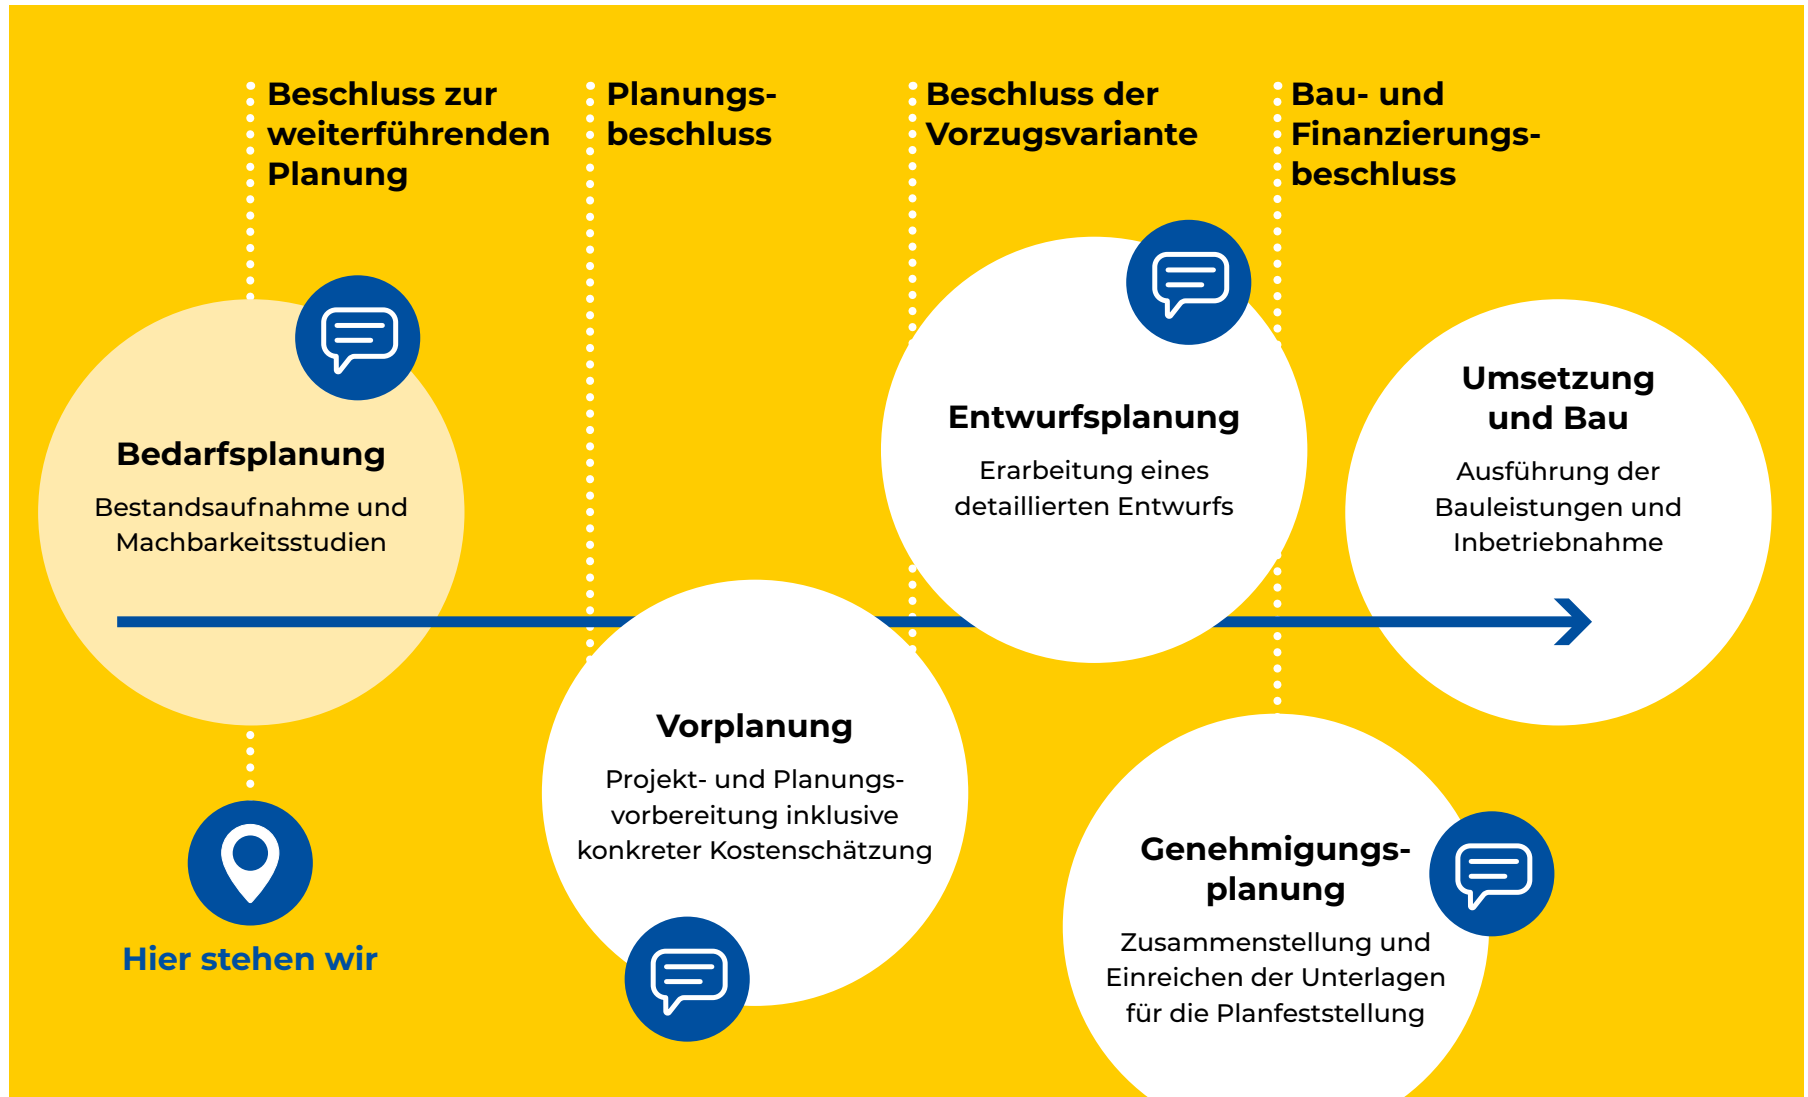 Beschluss zur
weiterführenden
Planung
Planungs-
beschluss
Beschluss der
Vorzugsvariante
Bau- und
Finanzierungs-
beschluss
Bedarfsplanung
Bestandsaufnahme und
Machbarkeitsstudien
Hier stehen wir
Vorplanung
Projekt- und Planungs-
vorbereitung inklusive
konkreter Kostenschätzung
Entwurfsplanung
Erarbeitung eines
detaillierten Entwurfs
Genehmigungs-
planung
Zusammenstellung und
Einreichen der Unterlagen
für die Planfeststellung
Umsetzung
und Bau
Ausführung der
Bauleistungen und
Inbetriebnahme